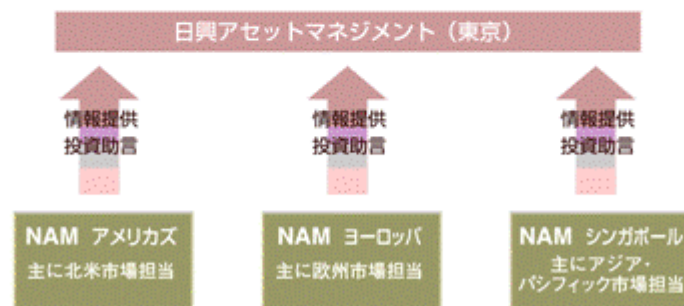 日興アセットマネジメント（東京）
情報提供
投資助言
情報提供
投資助言
情報提供
投資助言
NAM アメリカズ
主に北米市場担当
NAM ヨーロッパ
主に欧州市場担当
NAM シンガポール
主にアジア・
パシフィック市場担当